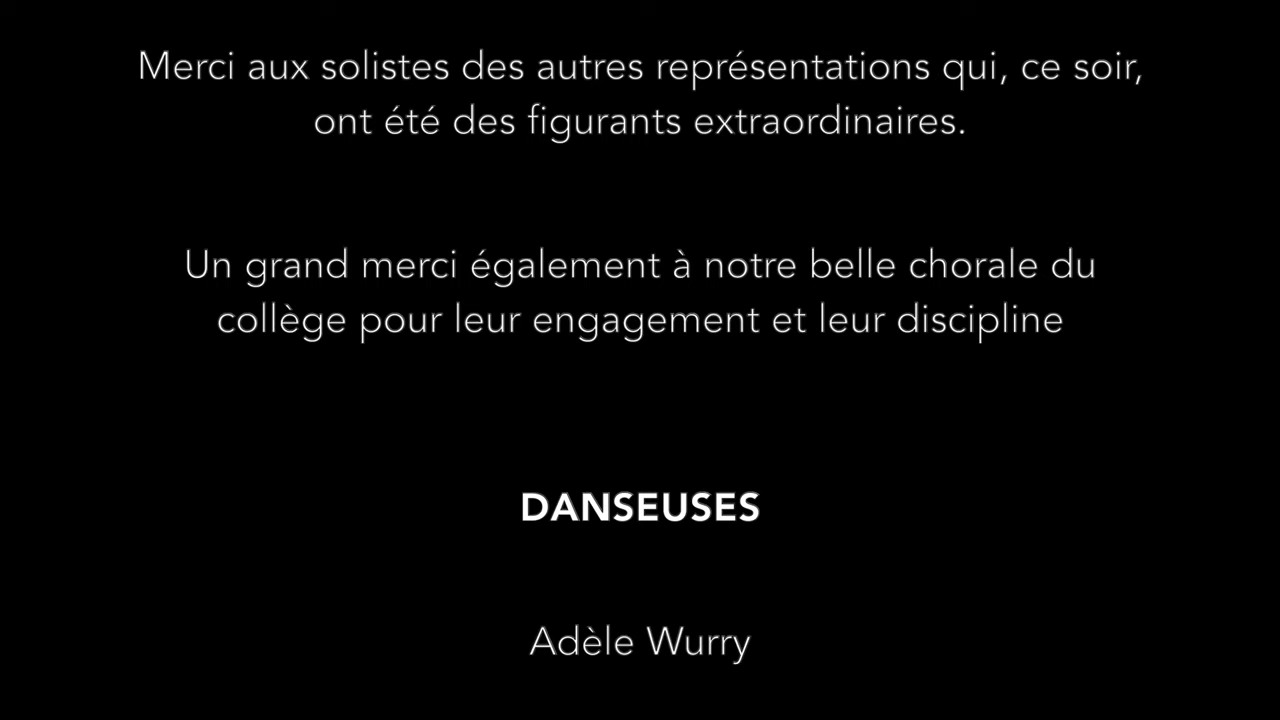 Merci aux solistes des autres représentations qui, ce soir,
ont été des figurants extraordinaires.
Un grand merci également à notre belle chorale du
collège pour leur engagement et leur discipline
DANSEUSES
Adèle Wurry